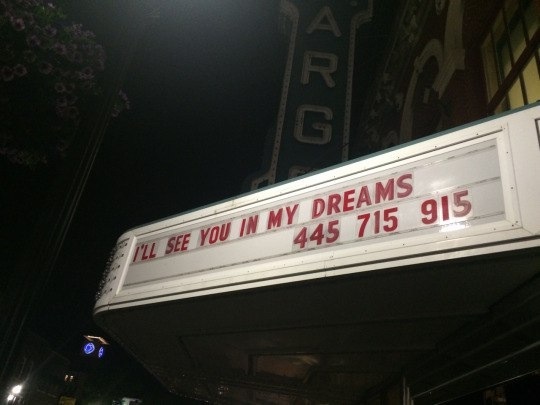 ARG
I'LL SEE YOU IN MY DREAMS
445 715 915